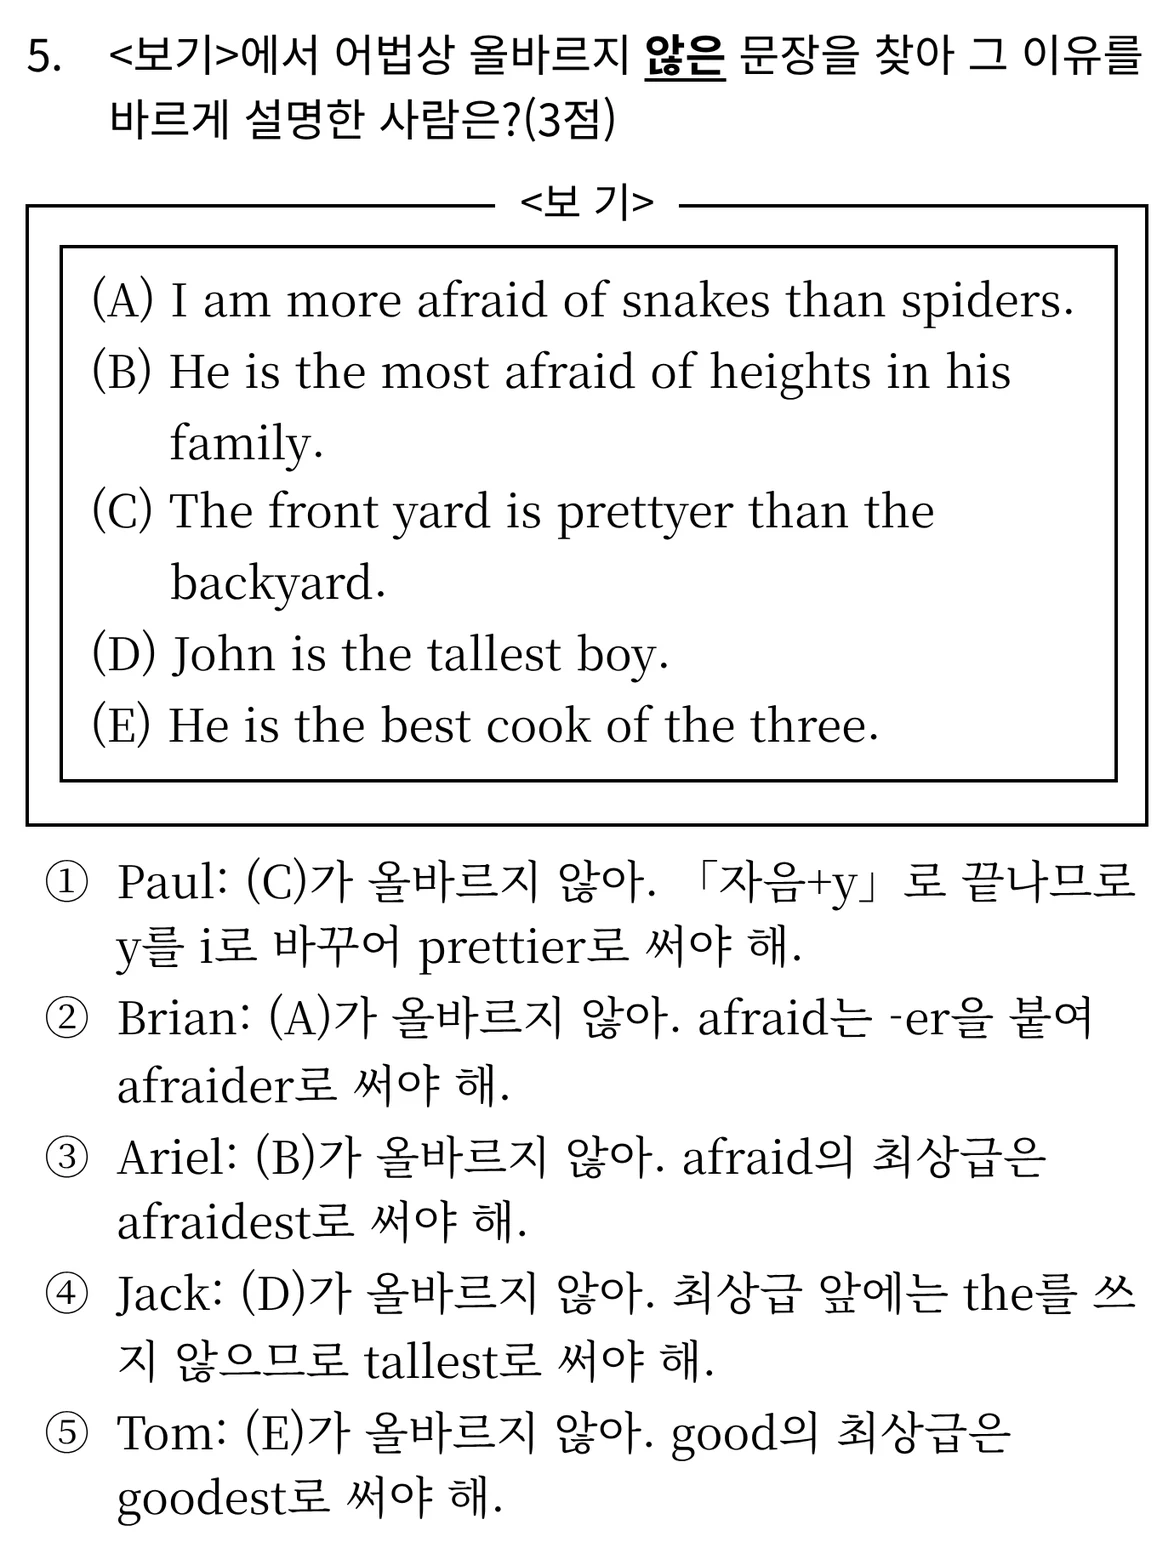 5. <보기>에서 어법상 올바르지 않은 문장을 찾아 그 이유를
바르게 설명한 사람은?(3점)
<보 기>
(A) I am more afraid of snakes than spiders.
(B) He is the most afraid of heights in his
family.
(C) The front yard is prettyer than the
backyard.
(D) John is the tallest boy.
(E) He is the best cook of the three.
① Paul: (C)가 올바르지 않아. 「자음+y」로 끝나므로
y를 i로 바꾸어 prettier로 써야 해.
② Brian: (A)가 올바르지 않아. afraid는 -er을 붙여
afraider로 써야 해.
③ Ariel: (B)가 올바르지 않아. afraid의 최상급은
afraidest로 써야 해.
④ Jack: (D)가 올바르지 않아. 최상급 앞에는 the를 쓰
지 않으므로 tallest로 써야 해.
⑤ Tom: (E)가 올바르지 않아. good의 최상급은
goodest로 써야 해.